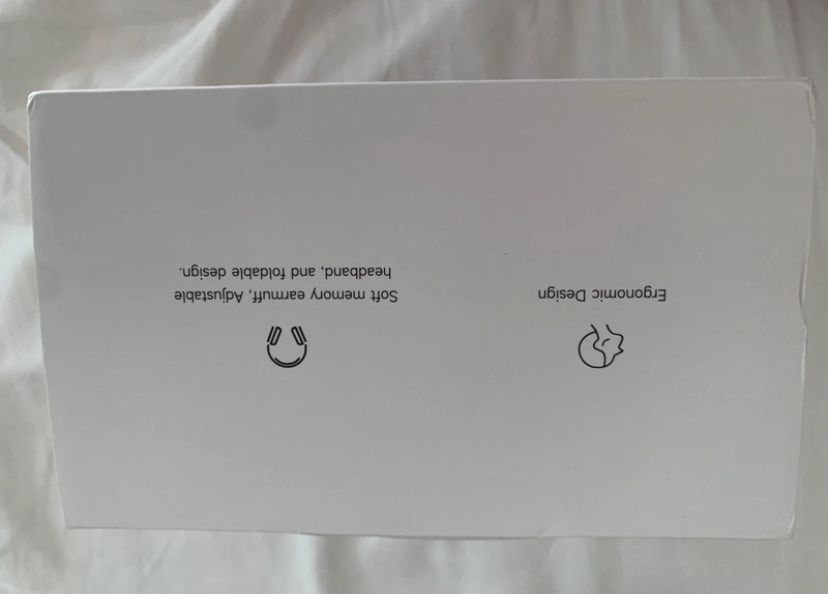 Ergonomic Design
Soft memory earmuff, Adjustable
headband, and foldable design.